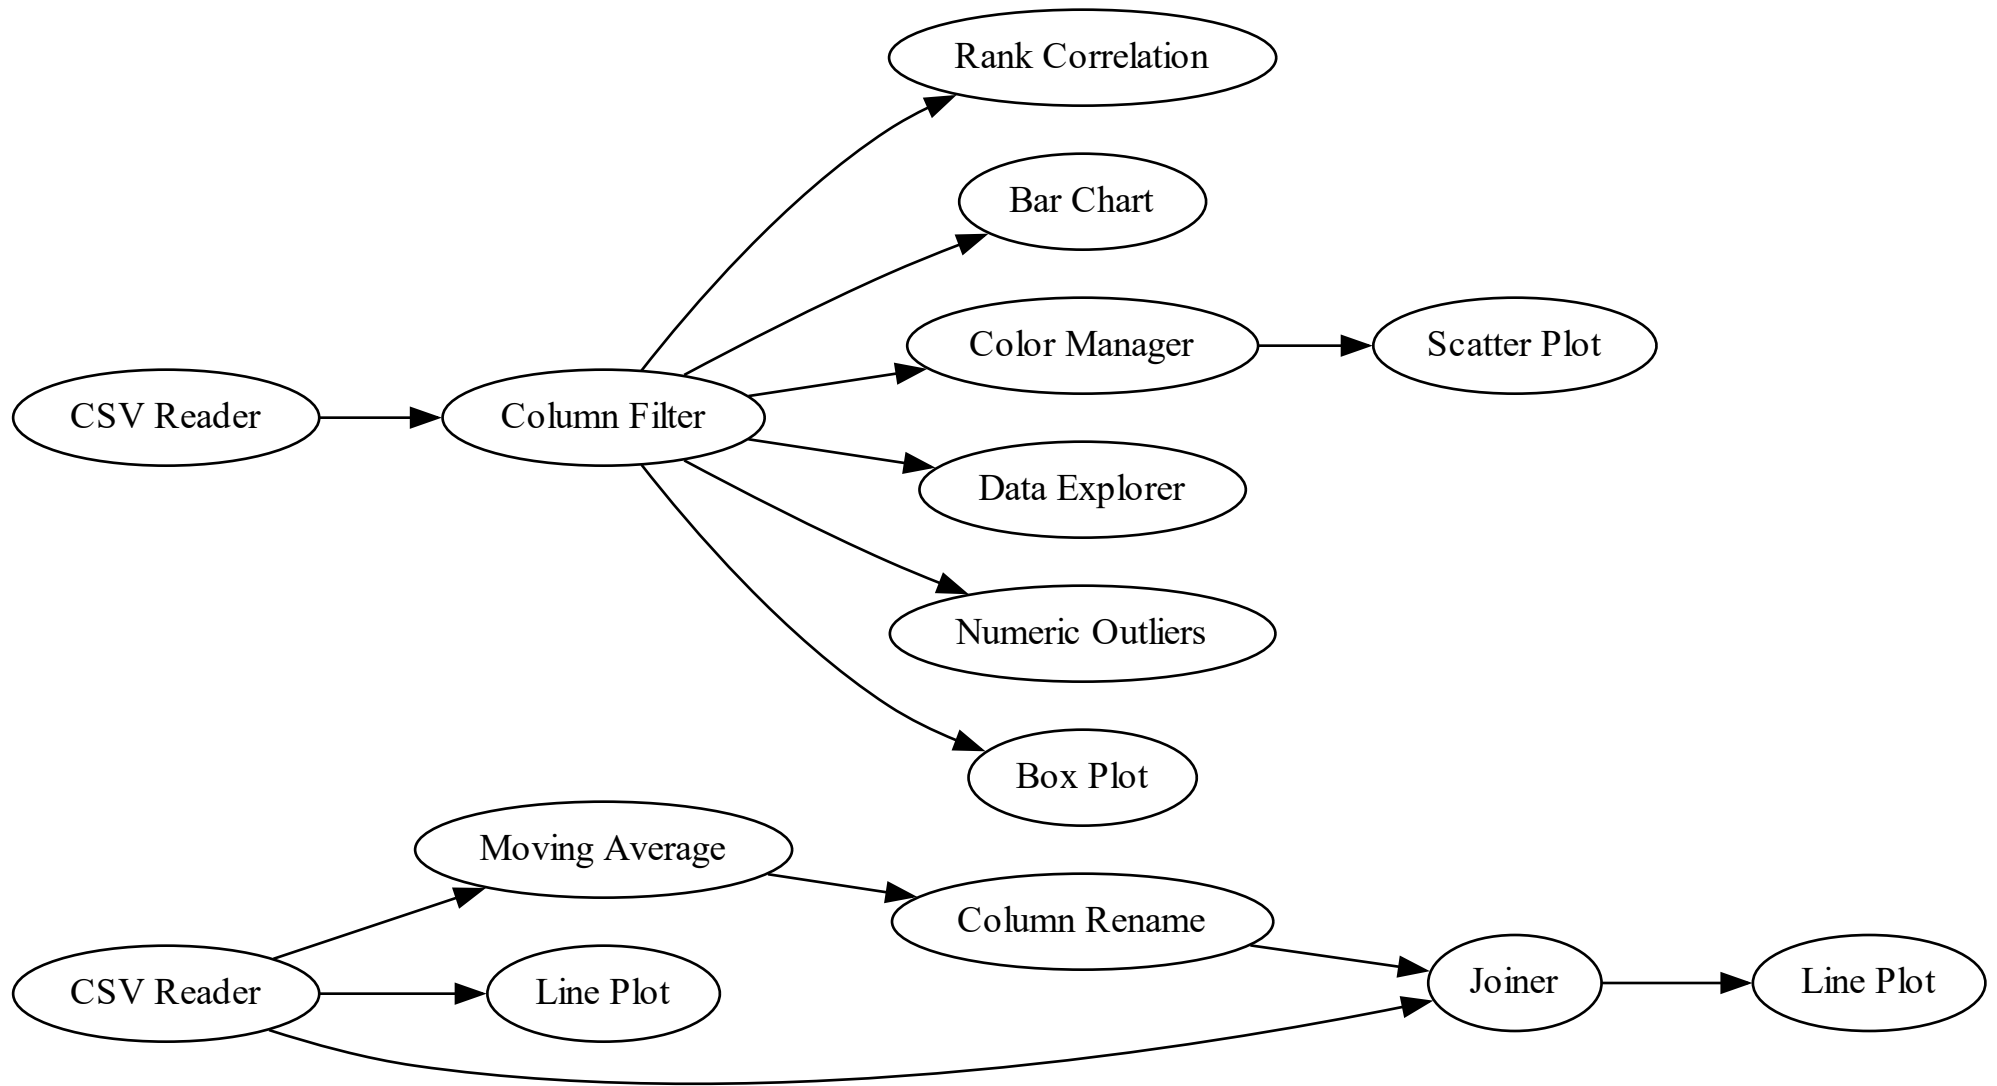 Rank Correlation
Bar Chart
Color Manager
Scatter Plot
CSV Reader
Column Filter
Data Explorer
Numeric Outliers
Box Plot
Moving Average
Column Rename
CSV Reader
Line Plot
Joiner
Line Plot